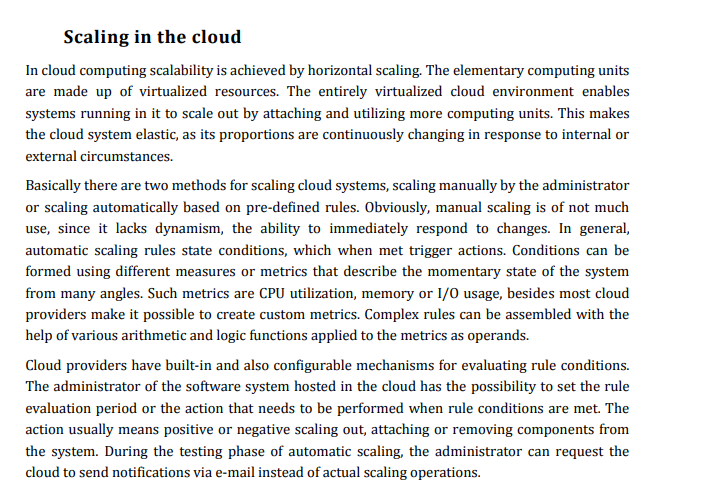 Scaling in the cloud
In cloud computing scalability is achieved by horizontal scaling. The elementary computing units
are made up of virtualized resources. The entirely virtualized cloud environment enables
systems running in it to scale out by attaching and utilizing more computing units. This makes
the cloud system elastic, as its proportions are continuously changing in response to internal or
external circumstances.
Basically there are two methods for scaling cloud systems, scaling manually by the administrator
or scaling automatically based on pre-defined rules. Obviously, manual scaling is of not much
use, since it lacks dynamism, the ability to immediately respond to changes. In general,
automatic scaling rules state conditions, which when met trigger actions. Conditions can be
formed using different measures or metrics that describe the momentary state of the system
from many angles. Such metrics are CPU utilization, memory or I/O usage, besides most cloud
providers make it possible to create custom metrics. Complex rules can be assembled with the
help of various arithmetic and logic functions applied to the metrics as operands.
Cloud providers have built-in and also configurable mechanisms for evaluating rule conditions.
The administrator of the software system hosted in the cloud has the possibility to set the rule
evaluation period or the action that needs to be performed when rule conditions are met. The
action usually means positive or negative scaling out, attaching or removing components from
the system. During the testing phase of automatic scaling, the administrator can request the
cloud to send notifications via e-mail instead of actual scaling operations.